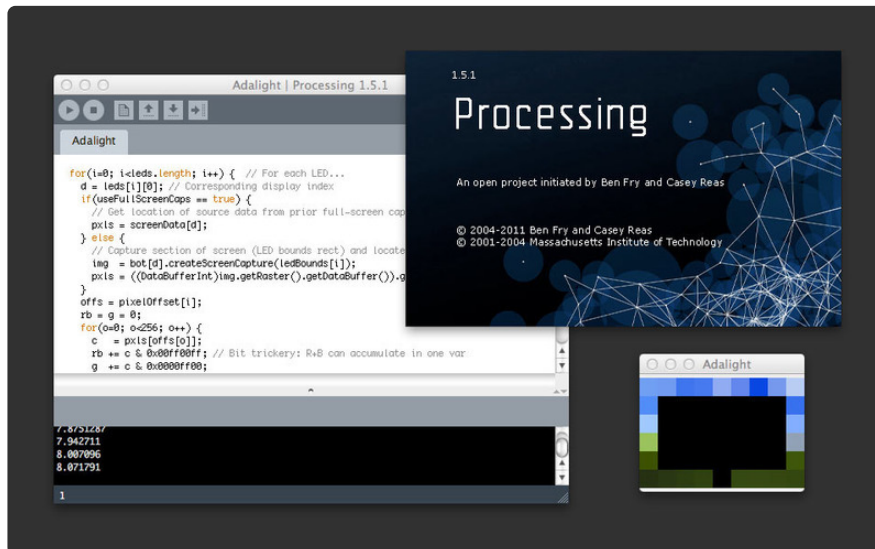 Adalight | Processing 1.5.1
Adalight
for(i=0; i<leds.length; i++) { // For each LED...
d = leds[i][0]; // Corresponding display index
if(useFullScreenCaps == true) {
// Get location of source data from prior full-screen cap
pxls = screenData[d];
} else {
// Capture section of screen (LED bounds rect) and locate
img = bot[d].createScreenCapture(ledBounds[i]);
pxls = ((DataBufferInt)img.getRaster().getDataBuffer()).g
}
offs = pixelOffset[i];
rb = g = 0;
for(o=0; o<256; o++) {
c = pxls[offs[o]];
rb += c & 0x00ff00ff; // Bit trickery: R+B can accumulate in one var
g += c & 0x0000ff00;
7.8751287
7.942711
8.007096
8.071791
1
1.5.1
Processing
An open project initiated by Ben Fry and Casey Reas
© 2004-2011 Ben Fry and Casey Reas
© 2001-2004 Massachusetts Institute of Technology
Adalight